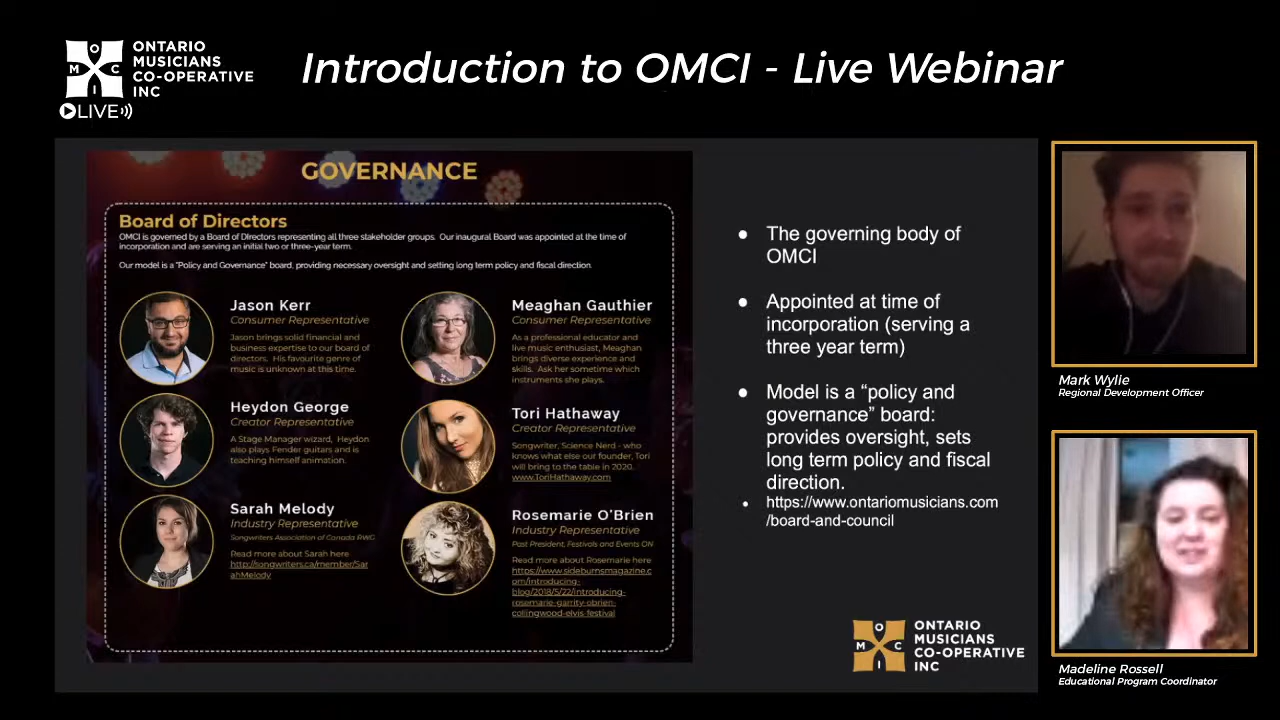 ONTARIO
MUSICIANS
CO-OPERATIVE
INC
O
M C
I
LIVE
Introduction to OMCI - Live Webinar
GOVERNANCE
Board of Directors
OMCI is governed by a Board of Directors representing all three stakeholder groups. Our inaugural Board was appointed at the time of
incorporation and are serving an initial two or three-year term.
Our model is a "Policy and Governance" board, providing necessary oversight and setting long term policy and fiscal direction.
Jason Kerr
Consumer Representative
Jason brings solid financial and
business expertise to our board of
directors. His favourite genre of
music is unknown at this time.
Meaghan Gauthier
Consumer Representative
As a professional educator and
live music enthusiast, Meaghan
brings diverse experience and
skills. Ask her sometime which
instruments she plays.
Heydon George
Creator Representative
A Stage Manager wizard, Heydon
also plays Fender guitars and is
teaching himself animation.
Tori Hathaway
Creator Representative
Songwriter, Science Nerd - who
knows what else our founder, Tori
will bring to the table in 2020.
www.ToriHathaway.com
Sarah Melody
Industry Representative
Songwriters Association of Canada RWG
Read more about Sarah here
http://songwriters.ca/member/Sar
ahMelody
Rosemarie O'Brien
Industry Representative
Past President, Festivals and Events ON
Read more about Rosemarie here
https://www.sideburnsmagazine.c
om/introducing-
blog/2018/5/22/introducing-
rosemarie-garrity-obrien-
collingwood-elvis-festival
● The governing body of
OMCI
● Appointed at time of
incorporation (serving a
three year term)
● Model is a “policy and
governance” board:
provides oversight, sets
long term policy and fiscal
direction.
• https://www.ontariomusicians.com
/board-and-council
O
M C
I
ONTARIO
MUSICIANS
CO-OPERATIVE
INC
Mark Wylie
Regional Development Officer
Madeline Rossell
Educational Program Coordinator